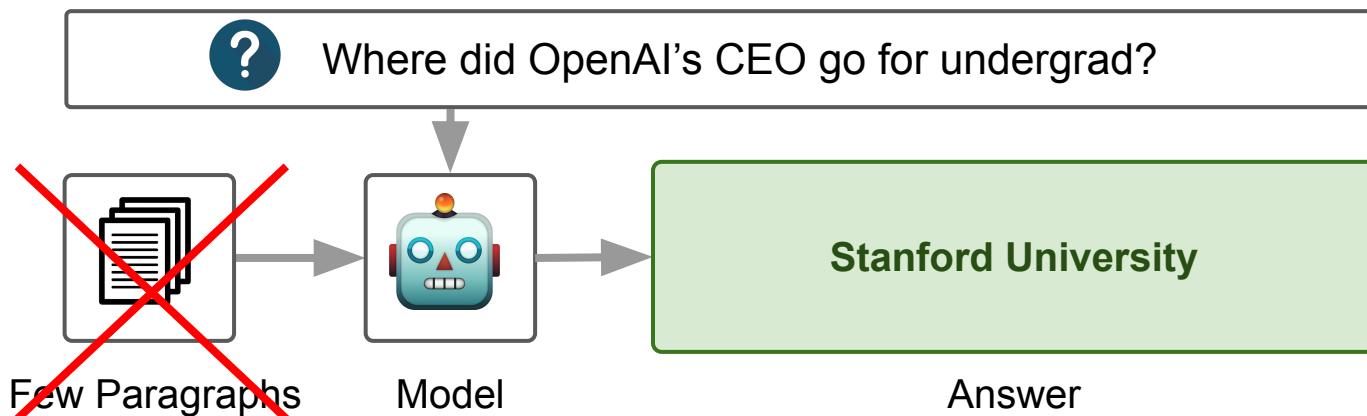 Where did OpenAI’s CEO go for undergrad?
Stanford University
Few Paragraphs
Model
Answer